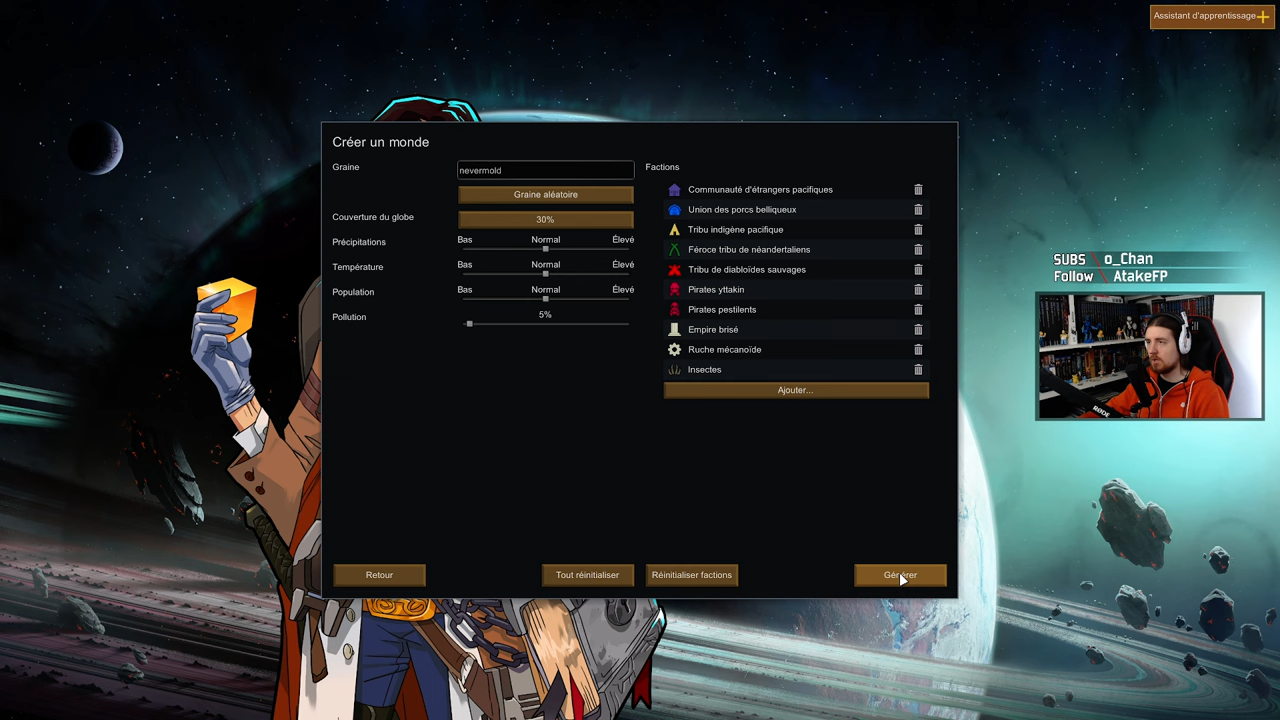 Assistant d'apprentissage
Créer un monde
Graine
nevermold
Graine aléatoire
Couverture du globe
30%
Précipitations
Bas Normal Élevé
Température
Bas Normal Élevé
Population
Bas Normal Élevé
Pollution
5%
Factions
Communauté d'étrangers pacifiques
Union des porcs belliqueux
Tribu indigène pacifique
Féroce tribu de néandertaliens
Tribu de diabloïdes sauvages
Pirates yttakin
Pirates pestilents
Empire brisé
Ruche mécanoïde
Insectes
Ajouter...
Retour
Tout réinitialiser
Réinitialiser factions
Générer
SUBS \ o_Chan
Follow \ AtakeFP
RØDE